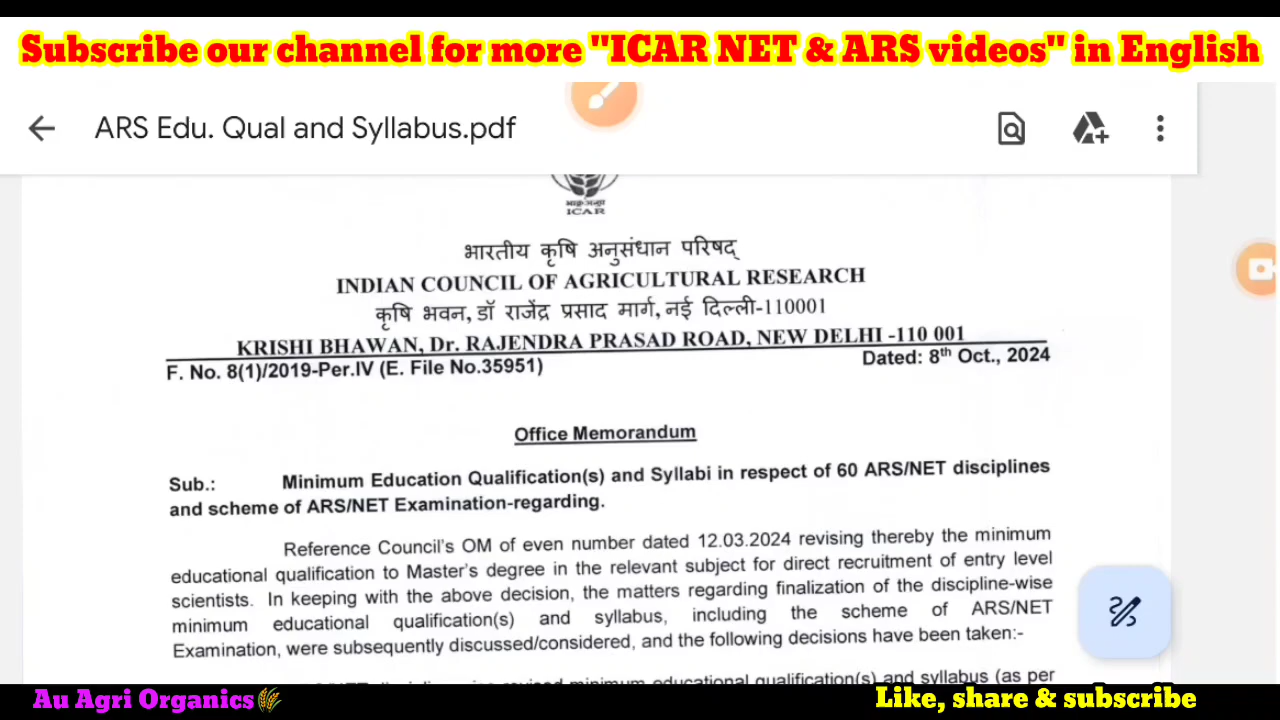 Subscribe our channel for more "ICAR NET & ARS videos" in English
ARS Edu. Qual and Syllabus.pdf
ICAR
भारतीय कृषि अनुसंधान परिषद्
INDIAN COUNCIL OF AGRICULTURAL RESEARCH
कृषि भवन, डॉ राजेंद्र प्रसाद मार्ग, नई दिल्ली-110001
KRISHI BHAWAN, Dr. RAJENDRA PRASAD ROAD, NEW DELHI -110 001
F. No. 8(1)/2019-Per.IV (E. File No.35951) Dated: 8th Oct., 2024
Office Memorandum
Sub.: Minimum Education Qualification(s) and Syllabi in respect of 60 ARS/NET disciplines
and scheme of ARS/NET Examination-regarding.
Reference Council's OM of even number dated 12.03.2024 revising thereby the minimum
educational qualification to Master's degree in the relevant subject for direct recruitment of entry level
scientists. In keeping with the above decision, the matters regarding finalization of the discipline-wise
minimum educational qualification(s) and syllabus, including the scheme of ARS/NET
Examination, were subsequently discussed/considered, and the following decisions have been taken:-
minimum educational qualification(s) and syllabus (as per
Au Agri Organics
Like, share & subscribe